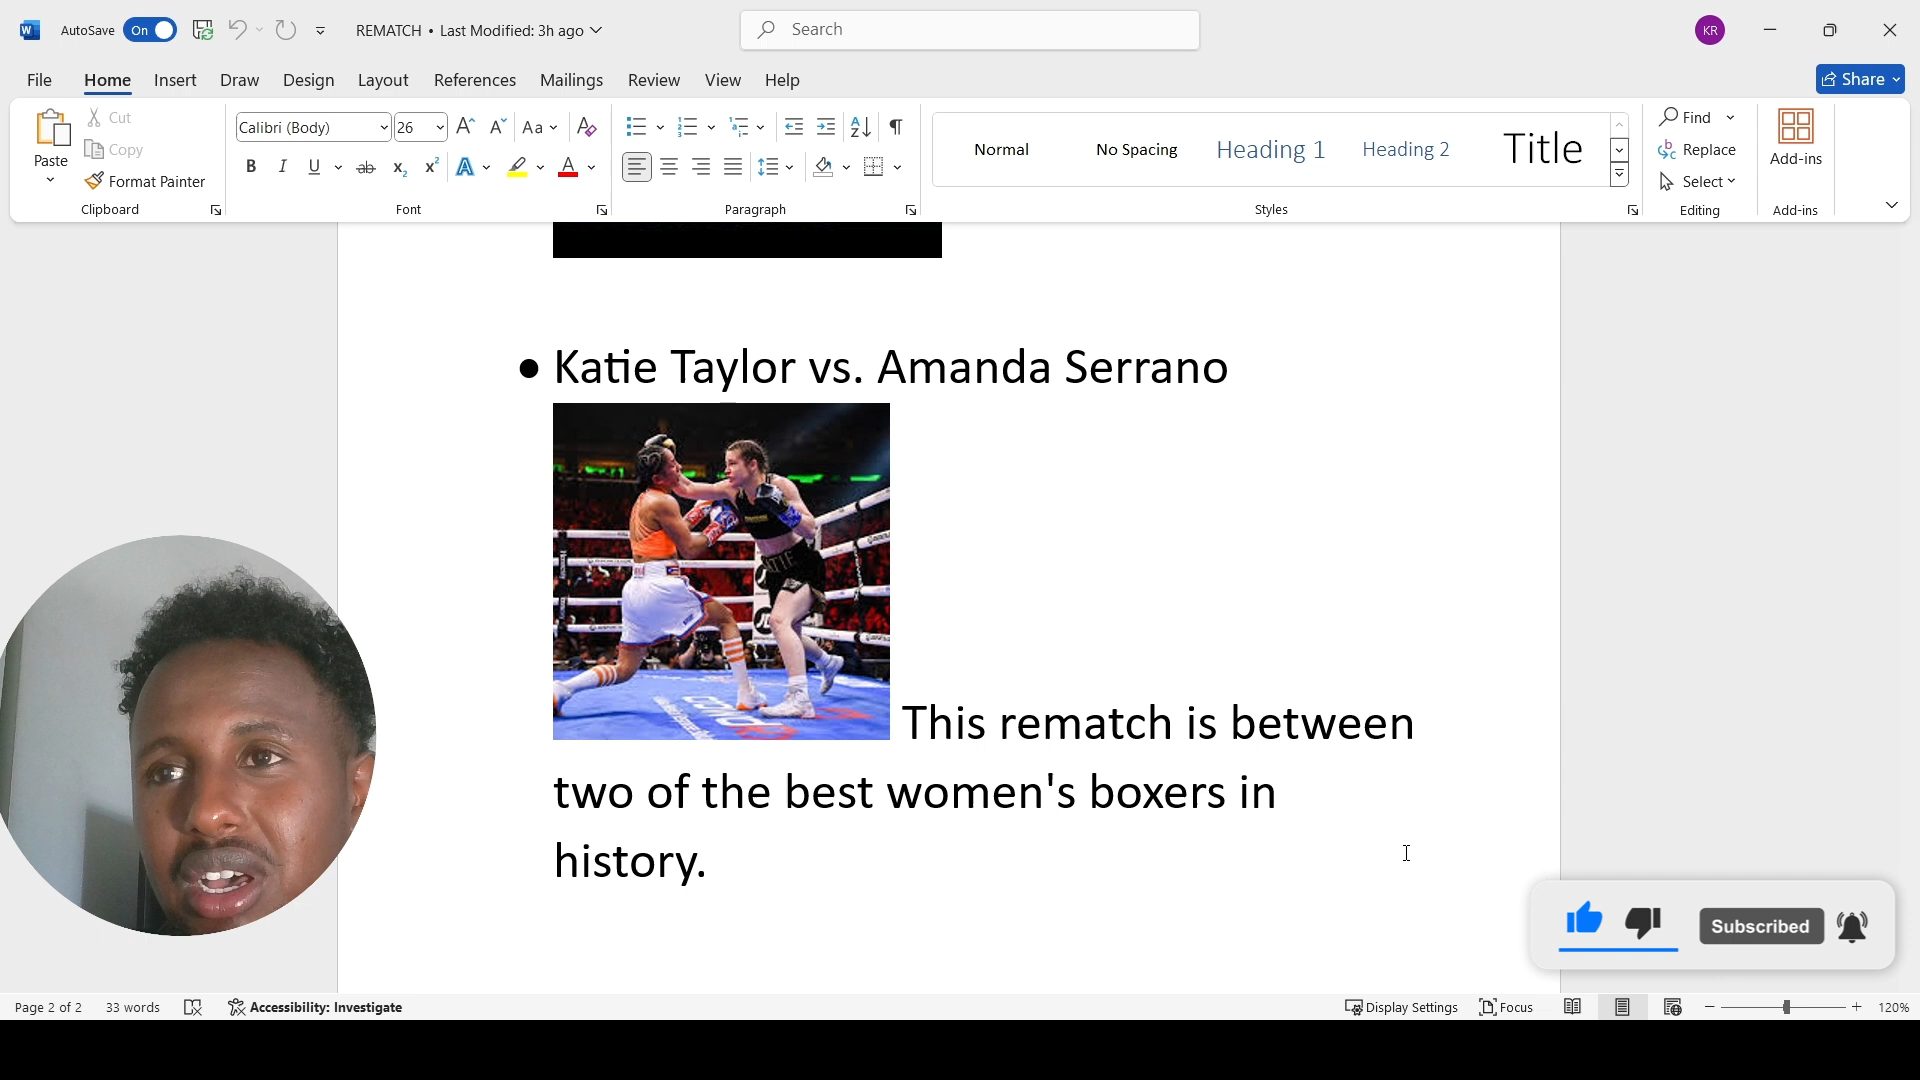 AutoSave On REMATCH • Last Modified: 3h ago Search KR
File Home Insert Draw Design Layout References Mailings Review View Help Share
Paste Cut Copy Format Painter Clipboard
Calibri (Body) 26 Aa Font
Paragraph
Normal No Spacing Heading 1 Heading 2 Title Styles
Find Replace Select Editing
Add-ins Add-ins
• Katie Taylor vs. Amanda Serrano
KATIE
This rematch is between
two of the best women's boxers in
history.
Subscribed
Page 2 of 2 33 words Accessibility: Investigate Display Settings Focus 120%